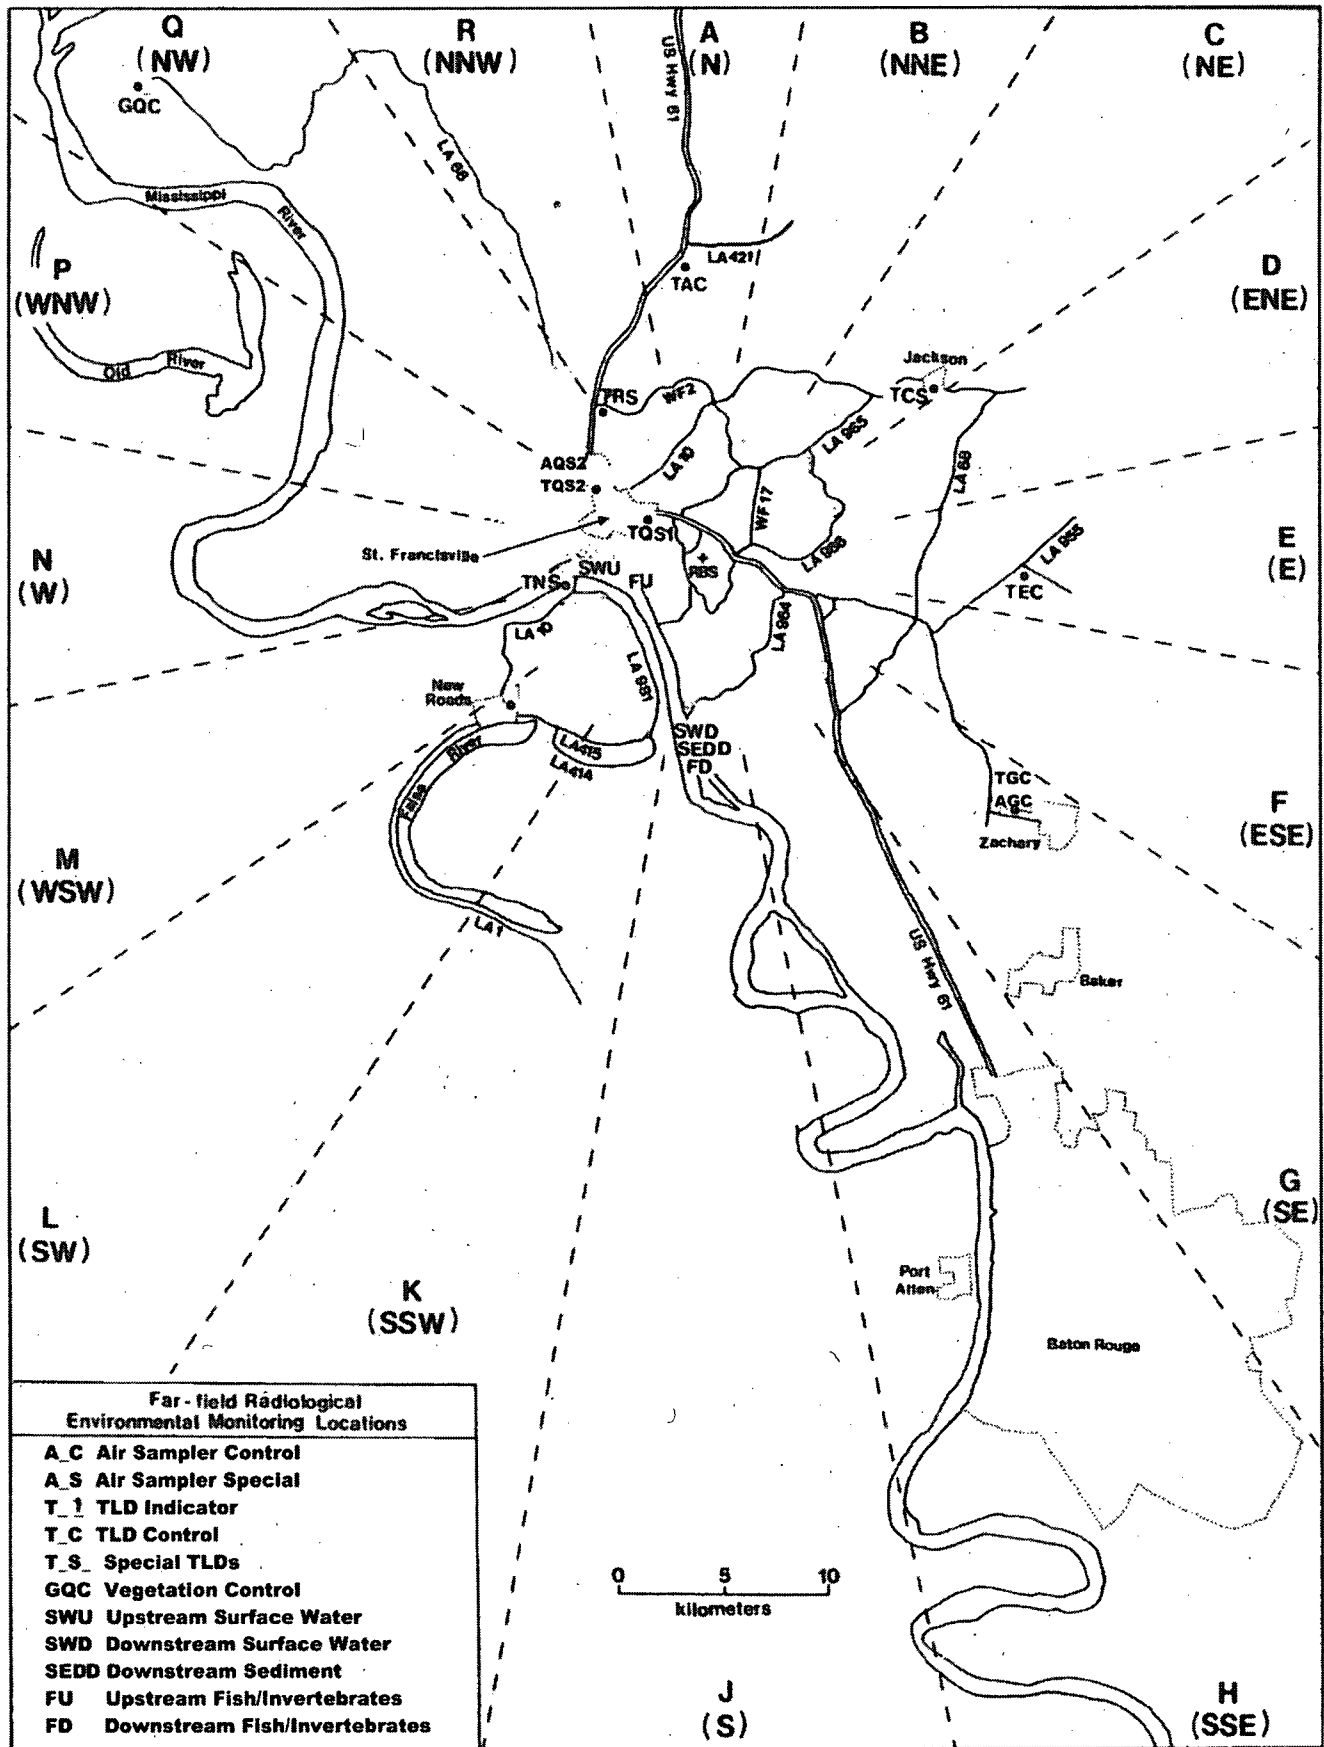 Q
(NW)
R
(NNW)
A
(N)
B
(NNE)
C
(NE)
US Hwy 61
GQC
LA 66
Mississippi
River
P
(WNW)
LA421
TAC
D
(ENE)
Old
River
Jackson
TRS
WF2
TCS
LA 965
AQS2
LA 10
LA 68
TQS2
WF 17
TQS1
St. Francisville
LA 966
LA 955
N
(W)
E
(E)
SWU
RBS
TNS
FU
TEC
LA 10
LA 964
LA 981
New
Roads
SWD
SEDD
FD
River
LA415
LA414
False
TGC
AGC
Zachary
F
(ESE)
M
(WSW)
LA 1
US Hwy 61
Baker
G
(SE)
L
(SW)
Port
Allen
K
(SSW)
Baton Rouge
Far-field Radiological
Environmental Monitoring Locations
A_C Air Sampler Control
A_S Air Sampler Special
T_1 TLD Indicator
T_C TLD Control
T_S_ Special TLDs
GQC Vegetation Control
SWU Upstream Surface Water
SWD Downstream Surface Water
SEDD Downstream Sediment
FU Upstream Fish/Invertebrates
FD Downstream Fish/Invertebrates
0 5 10
kilometers
J
(S)
H
(SSE)